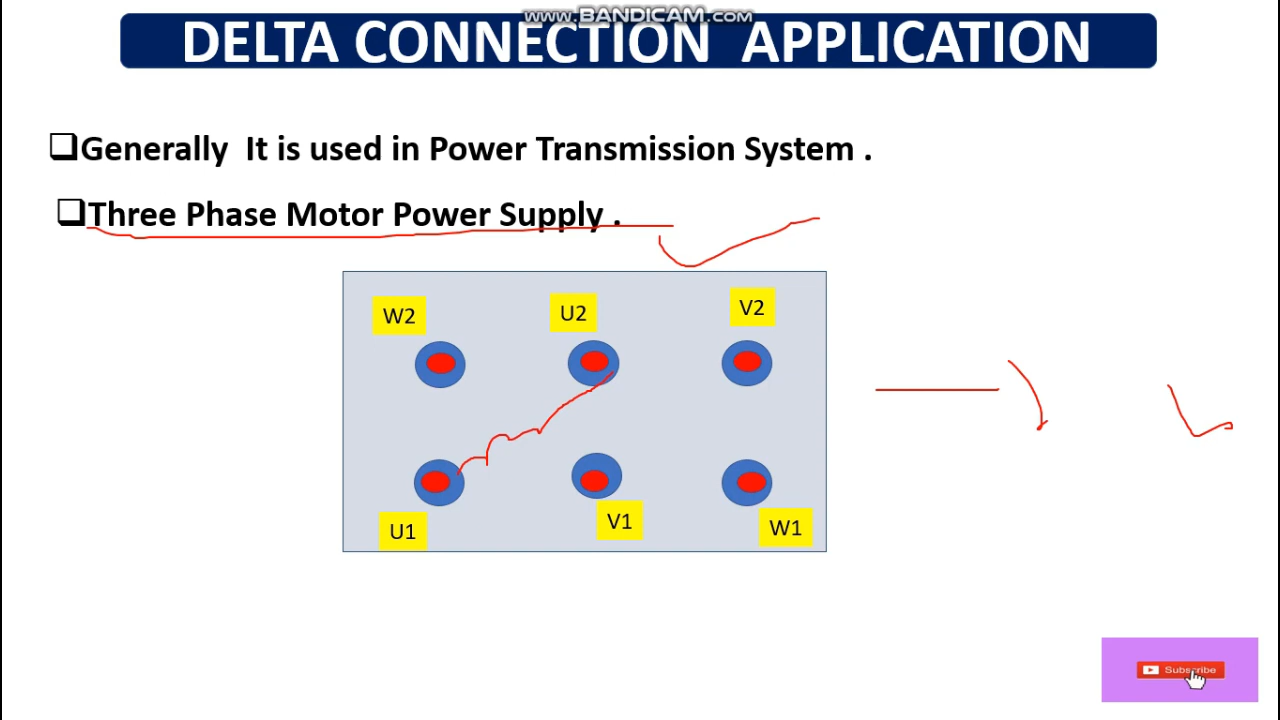 www.BANDICAM.com
DELTA CONNECTION APPLICATION
Generally It is used in Power Transmission System .
Three Phase Motor Power Supply .
W2 U2 V2
U1 V1 W1
Subscribe